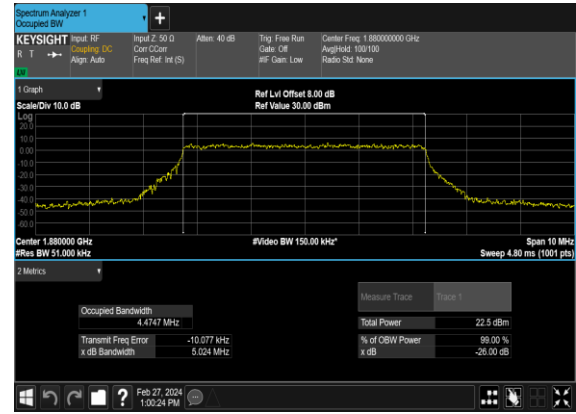 Spectrum Analyzer 1
Occupied BW
+
KEYSIGHT Input: RF Input Z: 50 Ω Atten: 40 dB Trig: Free Run Center Freq: 1.880000000 GHz
R T Coupling: DC Corr CCorr Gate: Off Avg|Hold: 100/100
Align: Auto Freq Ref: Int (S) #IF Gain: Low Radio Std: None
LW
1 Graph
Ref Lvl Offset 8.00 dB
Scale/Div 10.0 dB Ref Value 30.00 dBm
Log
20.0
10.0
0.00
-10.0
-20.0
-30.0
-40.0
-50.0
-60.0
Center 1.880000 GHz #Video BW 150.00 kHz* Span 10 MHz
#Res BW 51.000 kHz Sweep 4.80 ms (1001 pts)
2 Metrics
Measure Trace Trace 1
Occupied Bandwidth
4.4747 MHz Total Power 22.5 dBm
Transmit Freq Error -10.077 kHz % of OBW Power 99.00 %
x dB Bandwidth 5.024 MHz x dB -26.00 dB
? Feb 27, 2024
1:00:24 PM